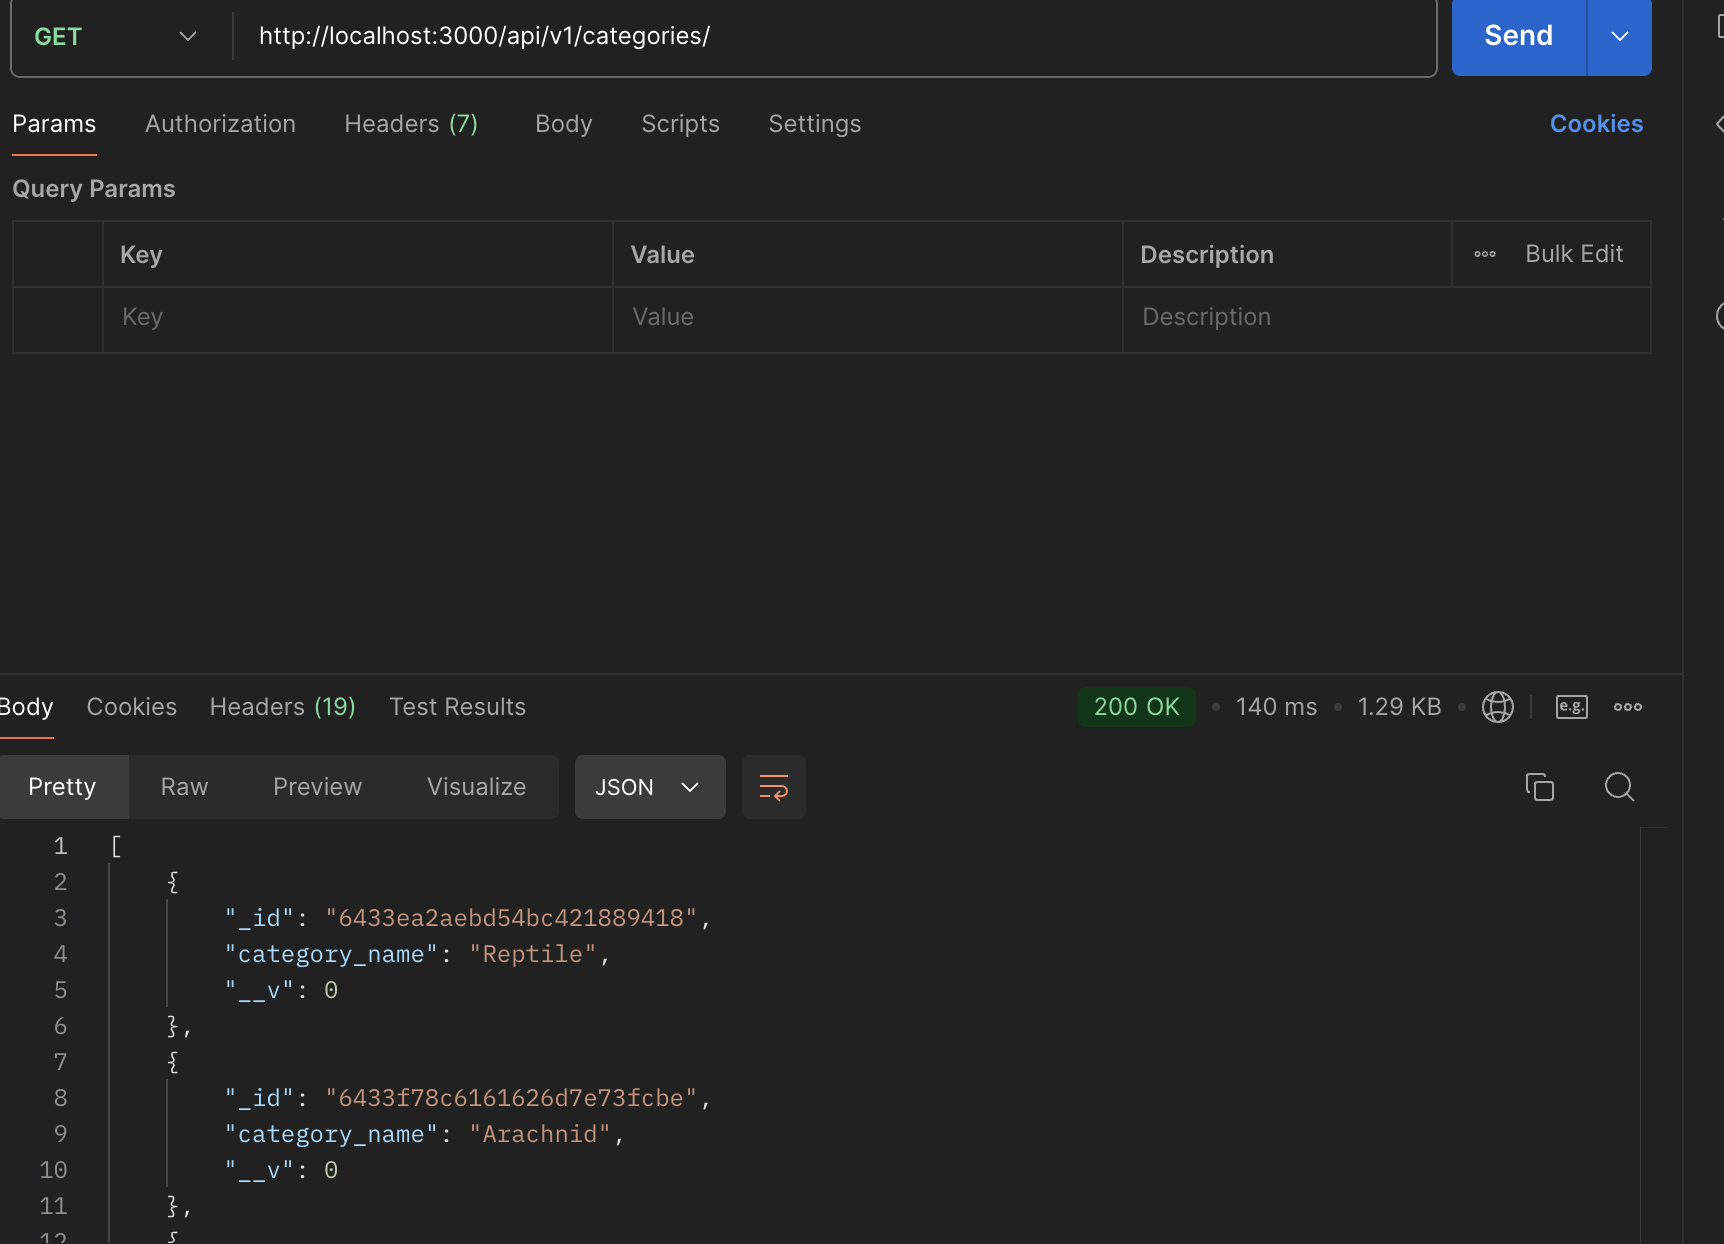 GET http://localhost:3000/api/v1/categories/ Send
Params Authorization Headers (7) Body Scripts Settings Cookies
Query Params
Key Value Description Bulk Edit
Key Value Description
Body Cookies Headers (19) Test Results 200 OK • 140 ms • 1.29 KB • e.g.
Pretty Raw Preview Visualize JSON
1 [
2 {
3 "_id": "6433ea2aebd54bc421889418",
4 "category_name": "Reptile",
5 "__v": 0
6 },
7 {
8 "_id": "6433f78c6161626d7e73fcbe",
9 "category_name": "Arachnid",
10 "__v": 0
11 },
12 {